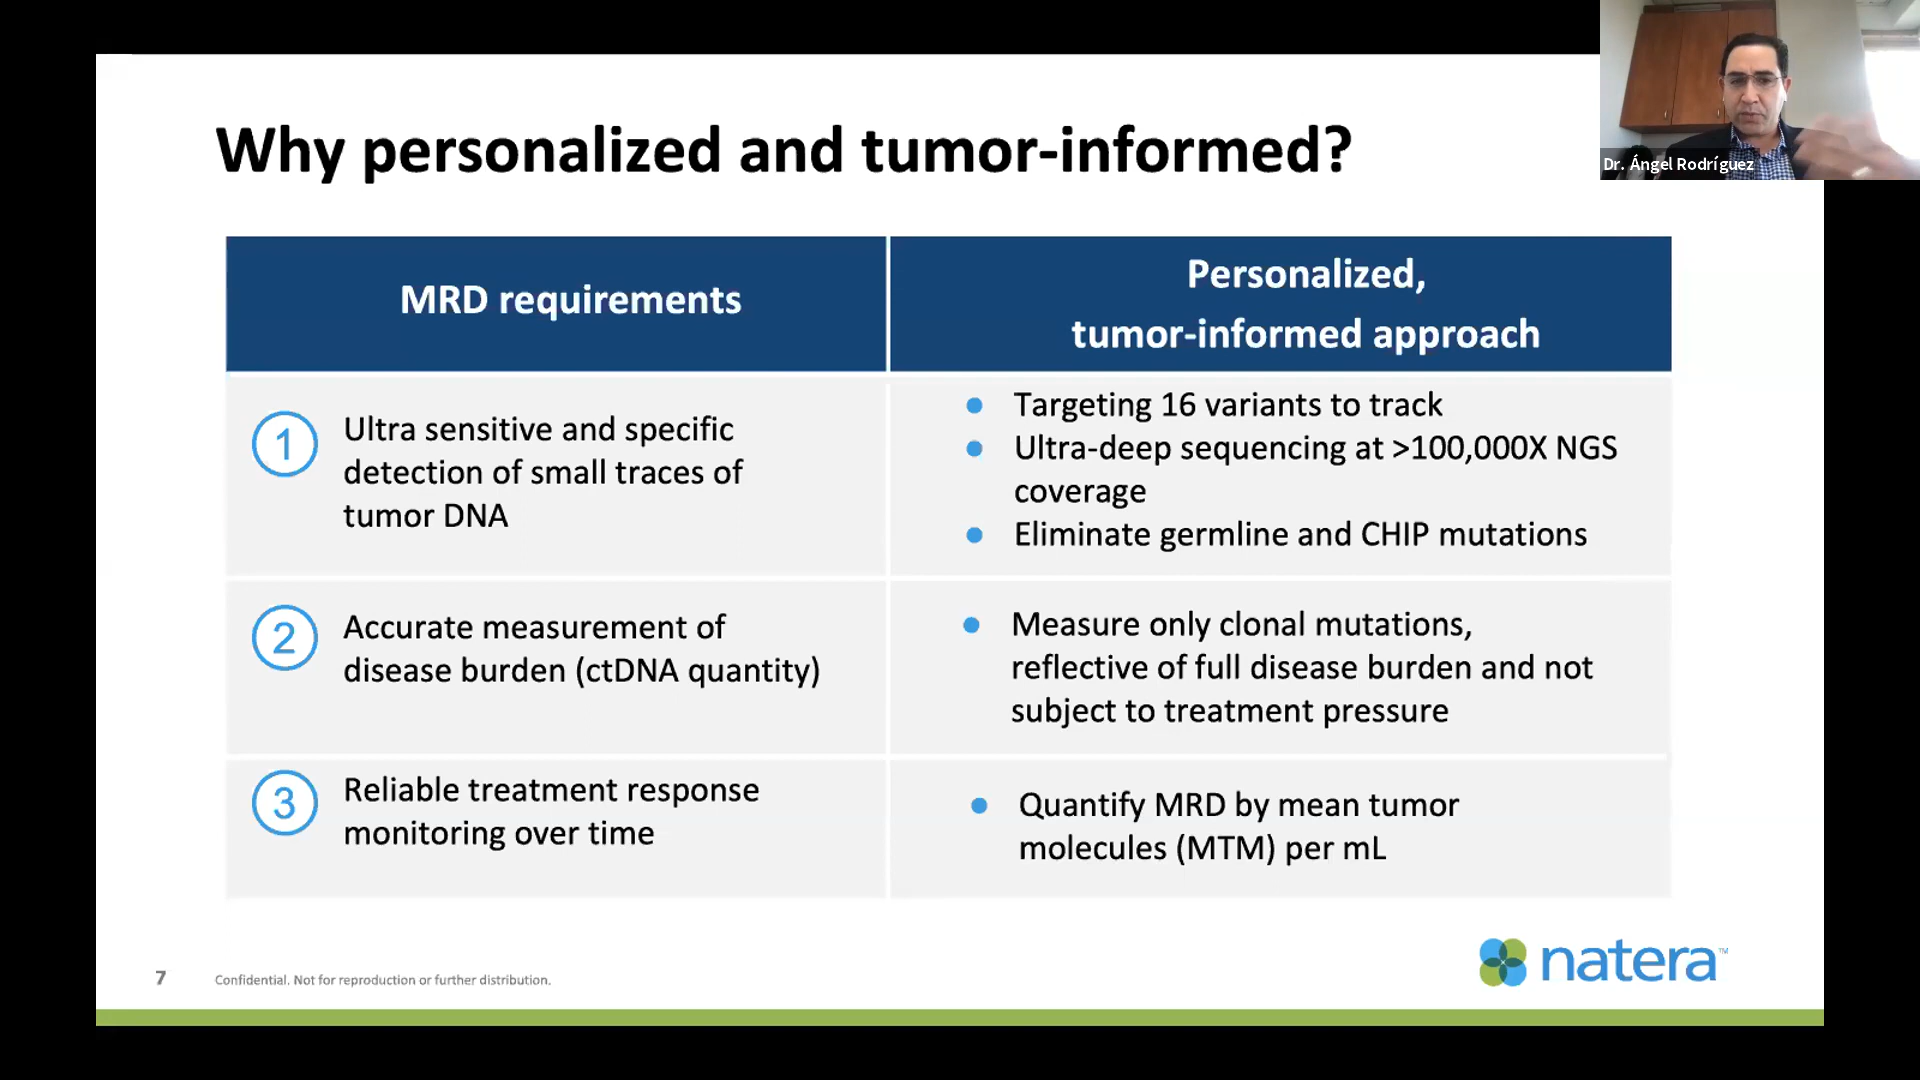 Why personalized and tumor-informed?
Dr. Ángel Rodríguez
MRD requirements
Personalized,
tumor-informed approach
1
Ultra sensitive and specific
detection of small traces of
tumor DNA
Targeting 16 variants to track
Ultra-deep sequencing at >100,000X NGS
coverage
Eliminate germline and CHIP mutations
2
Accurate measurement of
disease burden (ctDNA quantity)
Measure only clonal mutations,
reflective of full disease burden and not
subject to treatment pressure
3
Reliable treatment response
monitoring over time
Quantify MRD by mean tumor
molecules (MTM) per mL
7
Confidential. Not for reproduction or further distribution.
natera™